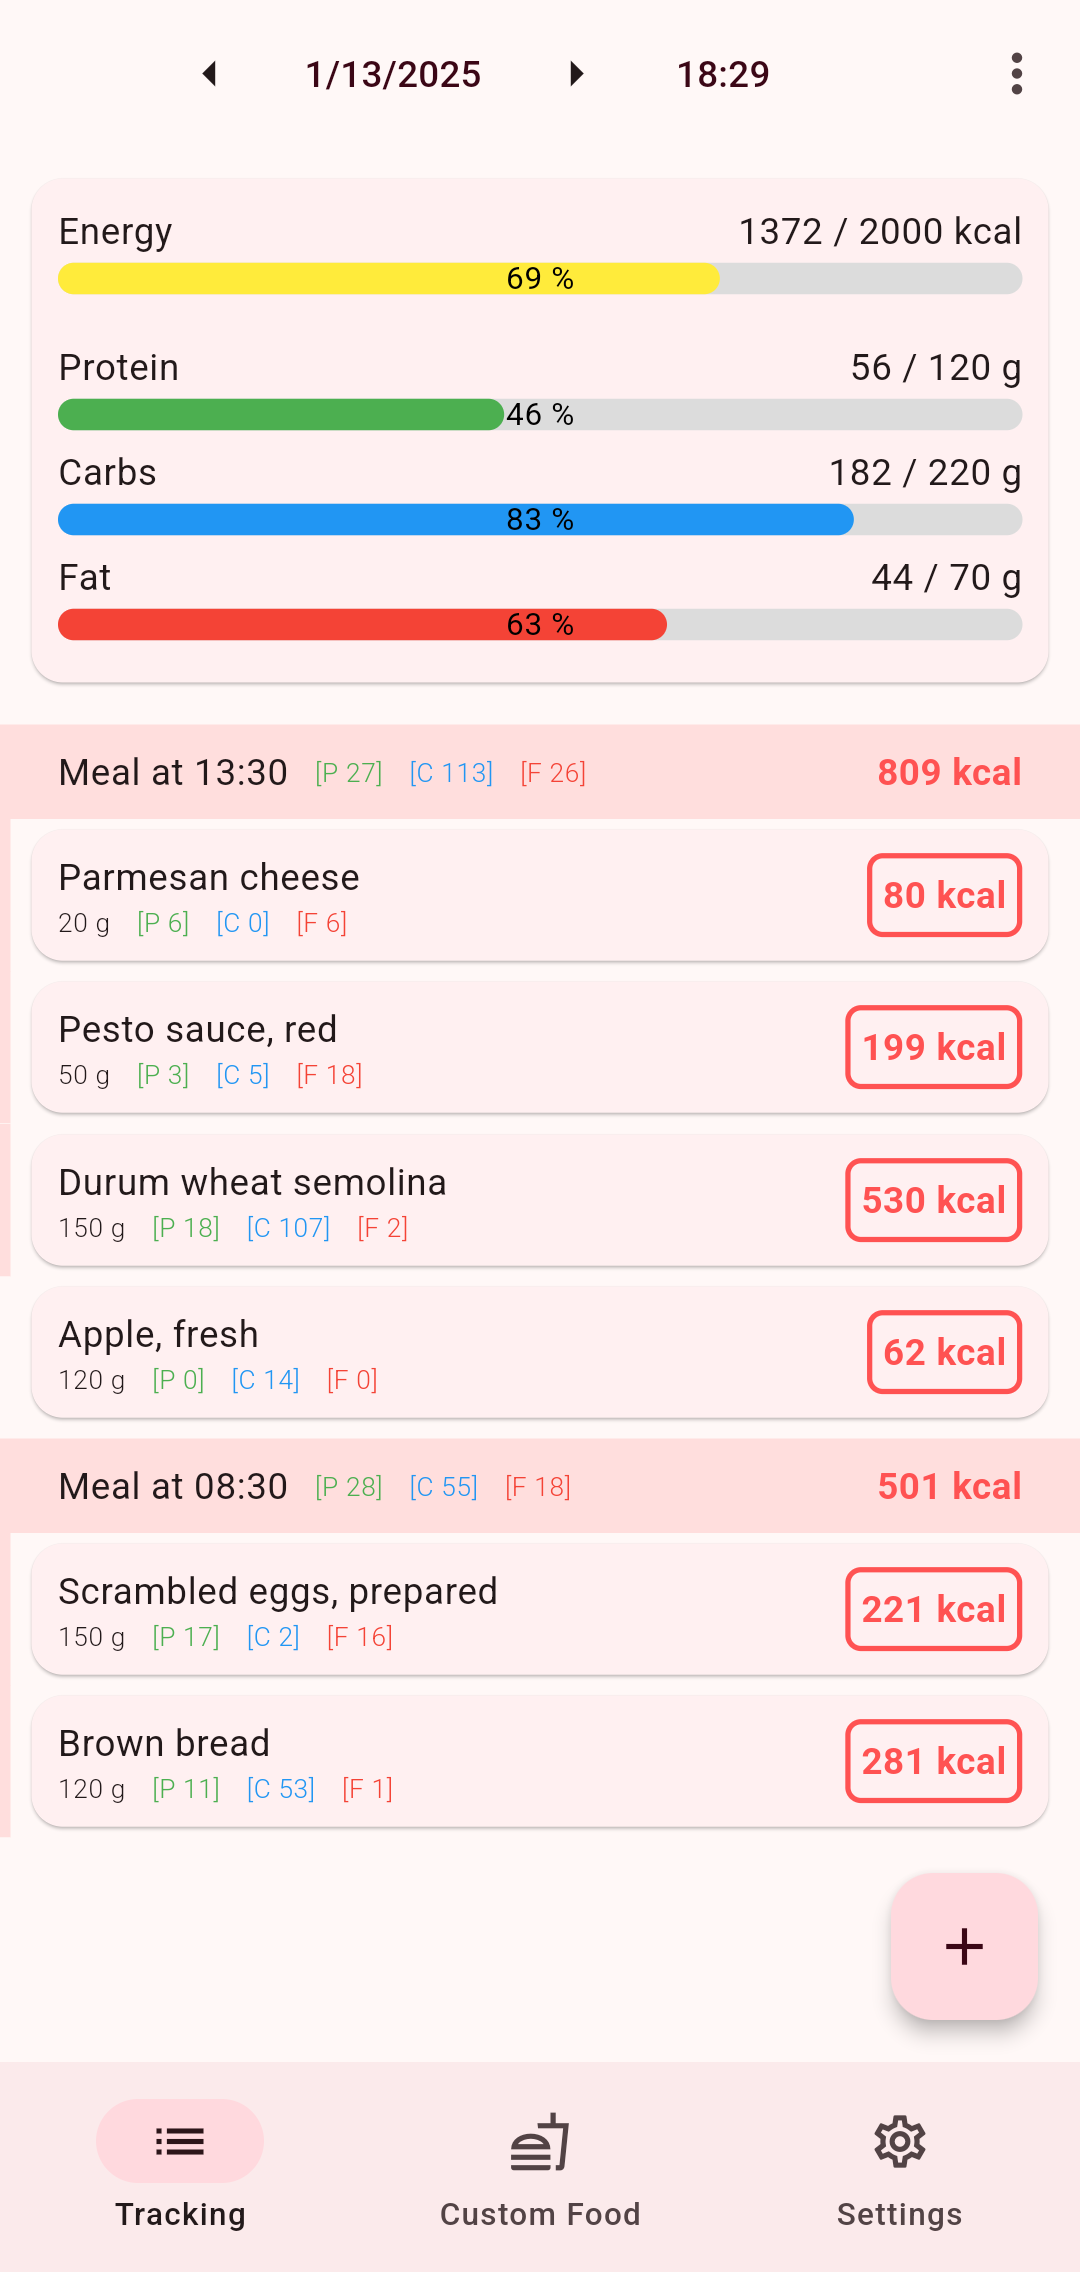 1/13/2025 18:29
Energy 1372 / 2000 kcal
69 %
Protein 56 / 120 g
46 %
Carbs 182 / 220 g
83 %
Fat 44 / 70 g
63 %
Meal at 13:30 [P 27] [C 113] [F 26] 809 kcal
Parmesan cheese
80 kcal
20 g [P 6] [C 0] [F 6]
Pesto sauce, red
199 kcal
50 g [P 3] [C 5] [F 18]
Durum wheat semolina
530 kcal
150 g [P 18] [C 107] [F 2]
Apple, fresh
62 kcal
120 g [P 0] [C 14] [F 0]
Meal at 08:30 [P 28] [C 55] [F 18] 501 kcal
Scrambled eggs, prepared
221 kcal
150 g [P 17] [C 2] [F 16]
Brown bread
281 kcal
120 g [P 11] [C 53] [F 1]
+
Tracking Custom Food Settings